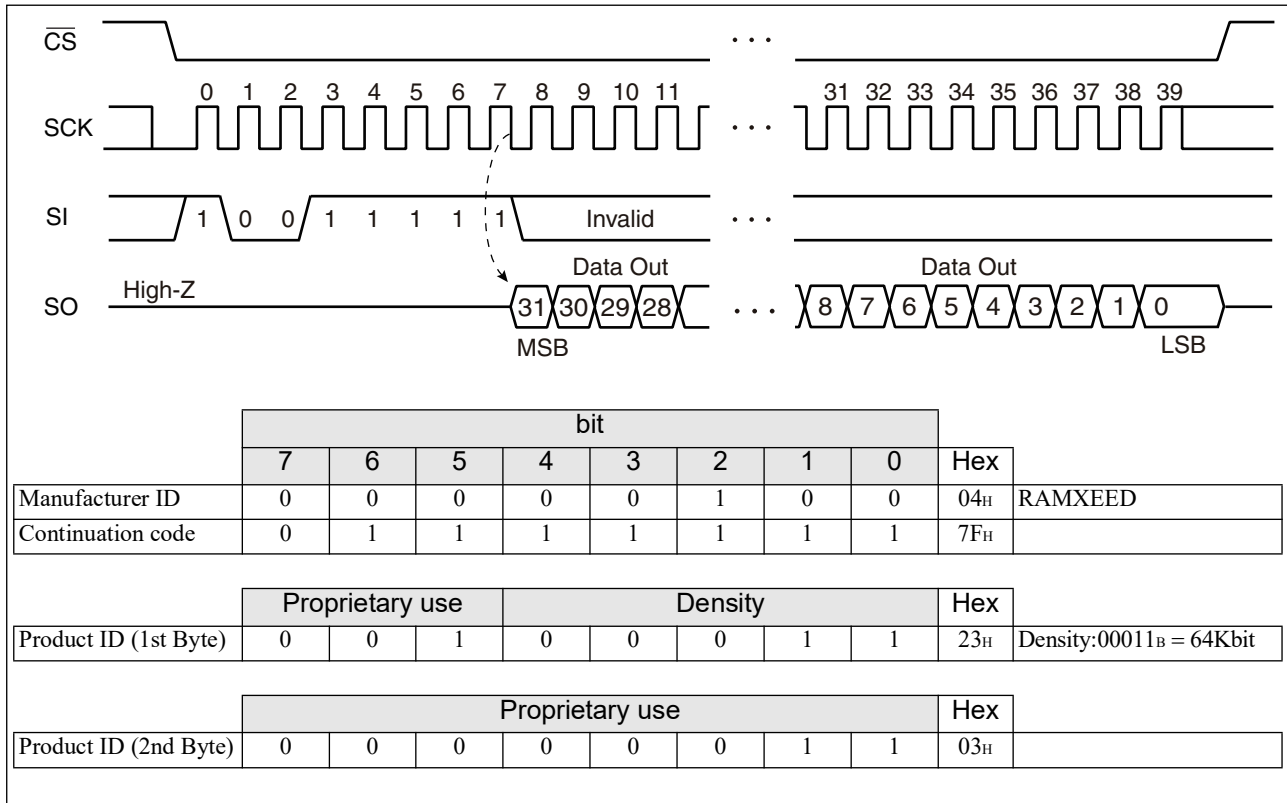 CS ...
0 1 2 3 4 5 6 7 8 9 10 11 31 32 33 34 35 36 37 38 39
SCK ...
SI 1 0 0 1 1 1 1 1 Invalid ...
Data Out Data Out
High-Z
SO 31 30 29 28 ... 8 7 6 5 4 3 2 1 0
MSB LSB
bit
7 6 5 4 3 2 1 0 Hex
Manufacturer ID 0 0 0 0 0 1 0 0 04H RAMXEED
Continuation code 0 1 1 1 1 1 1 1 7FH
Proprietary use Density Hex
Product ID (1st Byte) 0 0 1 0 0 0 1 1 23H Density:00011B = 64Kbit
Proprietary use Hex
Product ID (2nd Byte) 0 0 0 0 0 0 1 1 03H